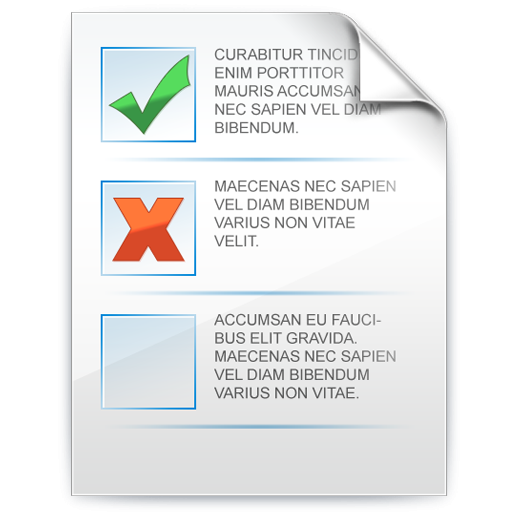 CURABITUR TINCID
ENIM PORTTITOR
MAURIS ACCUMSAN
NEC SAPIEN VEL DIAM
BIBENDUM.
MAECENAS NEC SAPIEN
VEL DIAM BIBENDUM
VARIUS NON VITAE
VELIT.
ACCUMSAN EU FAUCI-
BUS ELIT GRAVIDA.
MAECENAS NEC SAPIEN
VEL DIAM BIBENDUM
VARIUS NON VITAE.